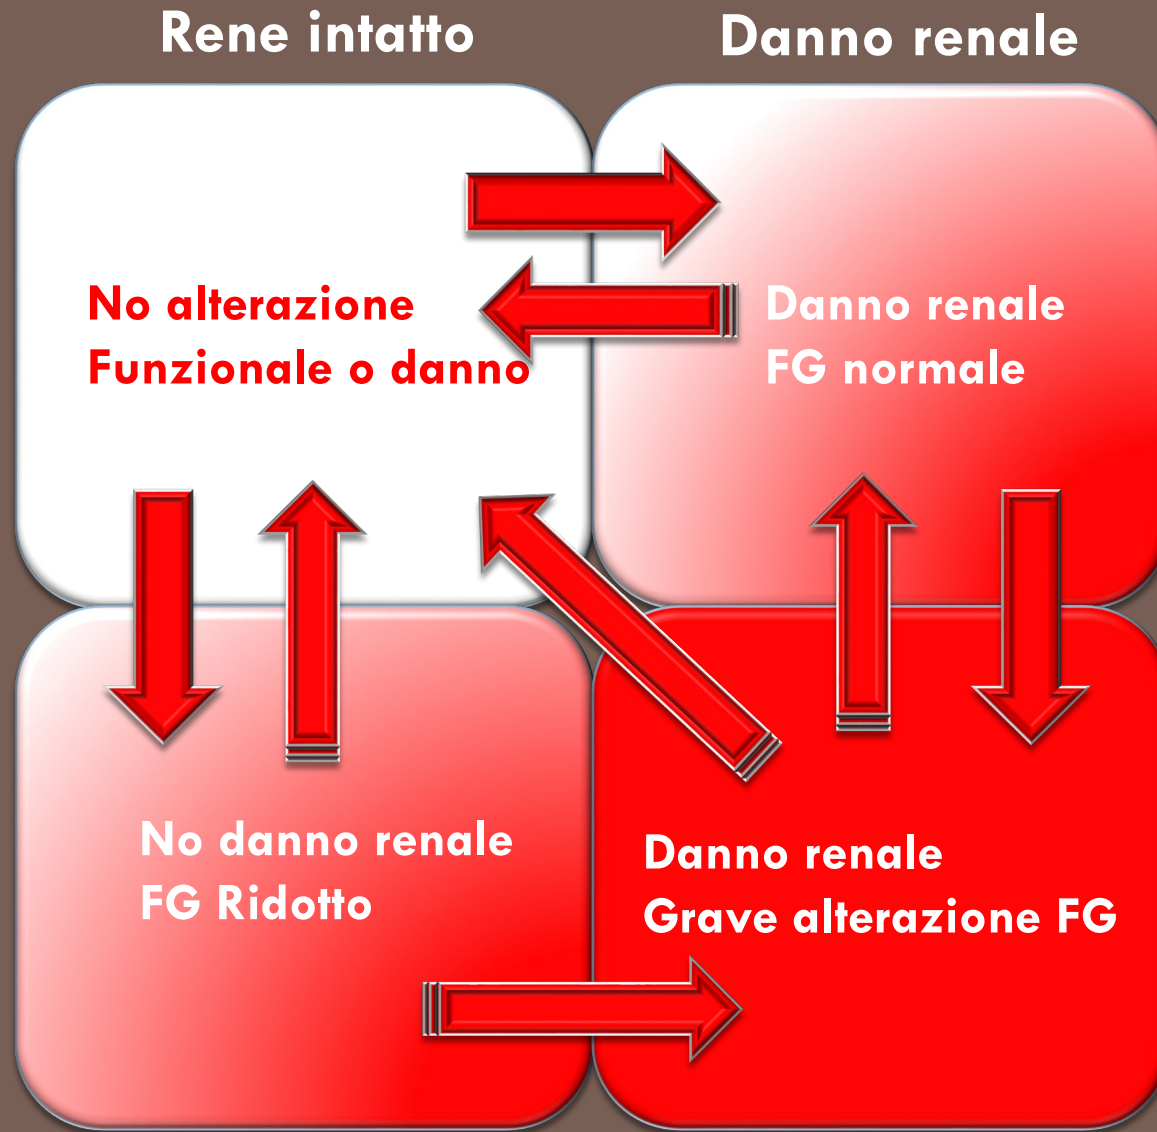 Rene intatto
Danno renale
No alterazione
Funzionale o danno
Danno renale
FG normale
No danno renale
FG Ridotto
Danno renale
Grave alterazione FG